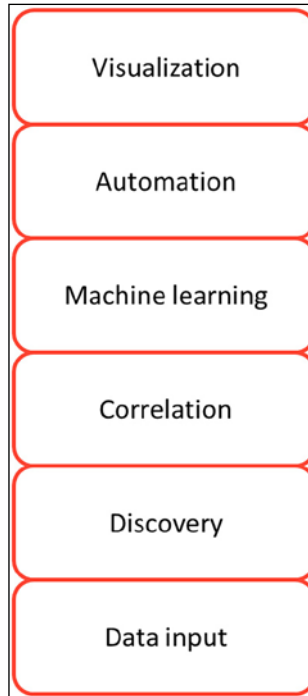 Visualization
Automation
Machine learning
Correlation
Discovery
Data input